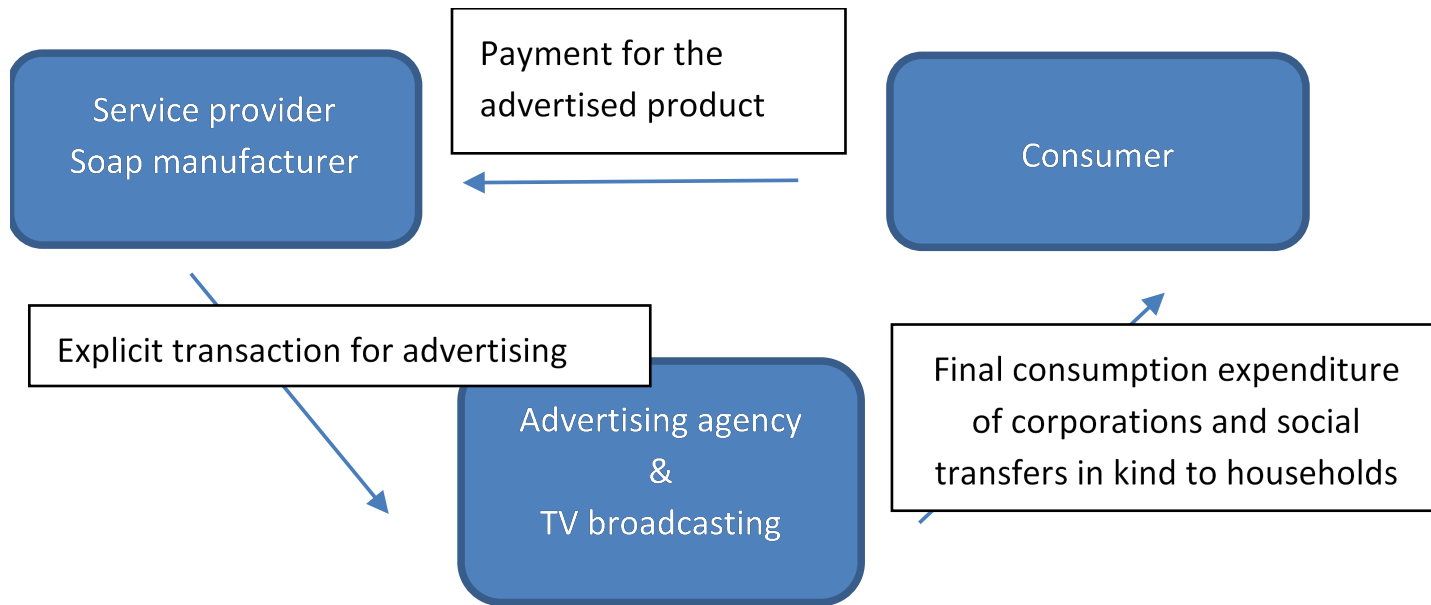 Payment for the
advertised product
Service provider
Soap manufacturer
Consumer
Explicit transaction for advertising
Advertising agency
&
TV broadcasting
Final consumption expenditure
of corporations and social
transfers in kind to households